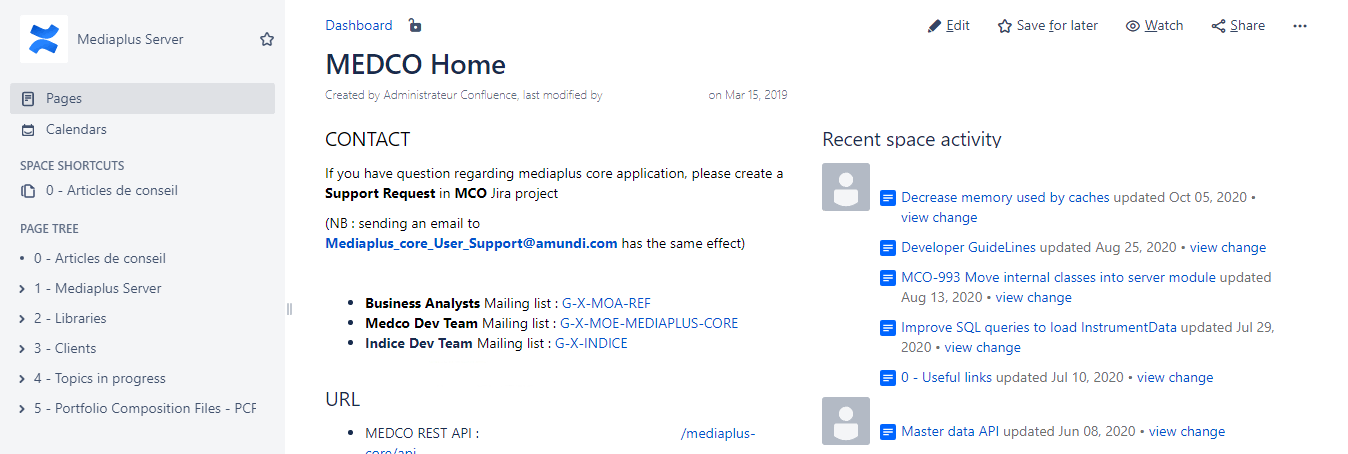 Mediaplus Server
Pages
Calendars
SPACE SHORTCUTS
0 - Articles de conseil
PAGE TREE
0 - Articles de conseil
1 - Mediaplus Server
2 - Libraries
3 - Clients
4 - Topics in progress
5 - Portfolio Composition Files - PCF
Dashboard
Edit
Save for later
Watch
Share
MEDCO Home
Created by Administrateur Confluence, last modified by on Mar 15, 2019
CONTACT
If you have question regarding mediaplus core application, please create a
Support Request in MCO Jira project
(NB : sending an email to
Mediaplus_core_User_Support@amundi.com has the same effect)
• Business Analysts Mailing list : G-X-MOA-REF
• Medco Dev Team Mailing list : G-X-MOE-MEDIAPLUS-CORE
• Indice Dev Team Mailing list : G-X-INDICE
URL
• MEDCO REST API : /mediaplus-
core/api
Recent space activity
Decrease memory used by caches updated Oct 05, 2020 •
view change
Developer GuideLines updated Aug 25, 2020 • view change
MCO-993 Move internal classes into server module updated
Aug 13, 2020 • view change
Improve SQL queries to load InstrumentData updated Jul 29,
2020 • view change
0 - Useful links updated Jul 10, 2020 • view change
Master data API updated Jun 08, 2020 • view change